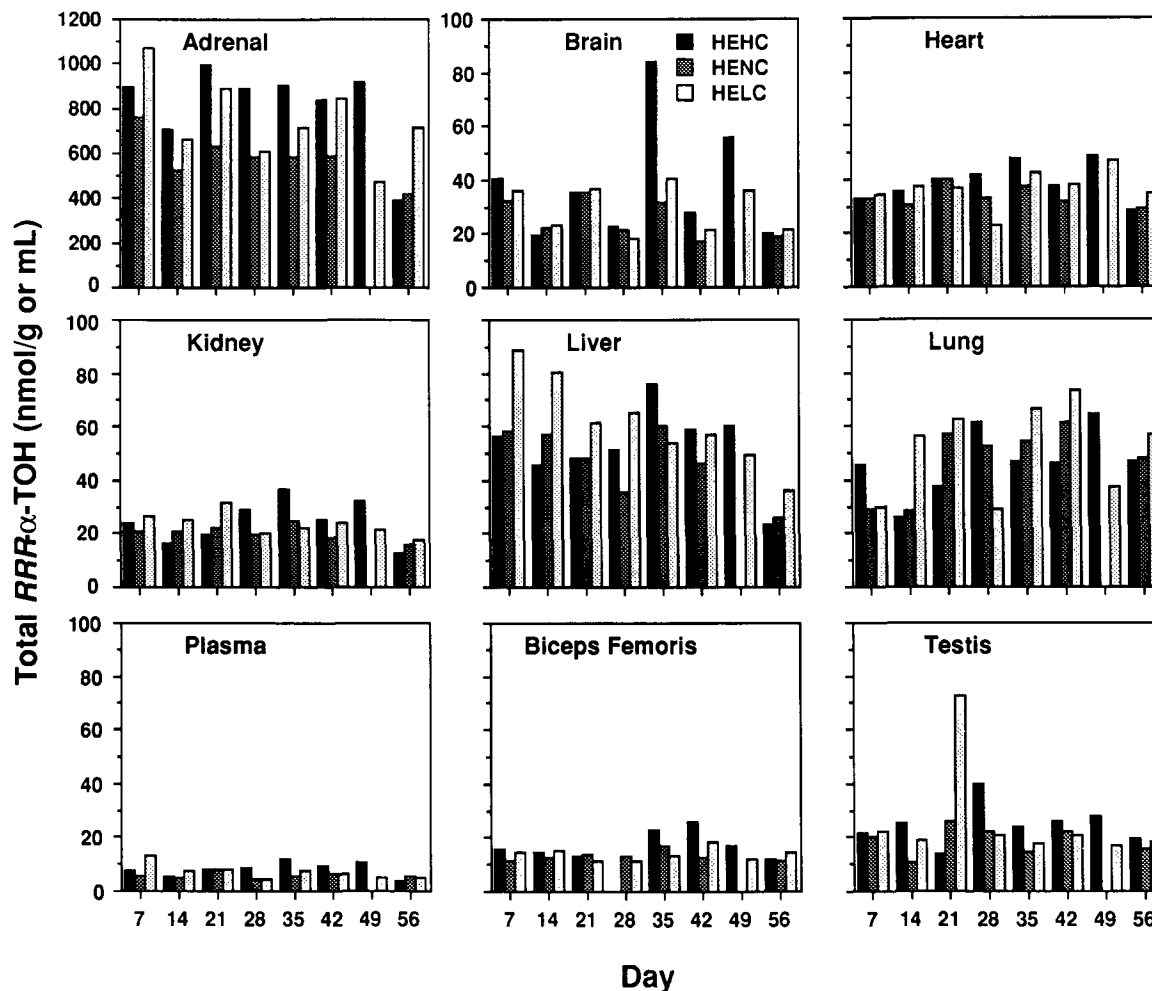 Total RRR-α-TOH (nmol/g or mL)
1200
1000
800
600
400
200
0
Adrenal
100
80
60
40
20
0
Brain
HEHC
HENC
HELC
Heart
100
80
60
40
20
0
Kidney
Liver
Lung
100
80
60
40
20
0
Plasma
Biceps Femoris
Testis
7 14 21 28 35 42 49 56
7 14 21 28 35 42 49 56
7 14 21 28 35 42 49 56
Day